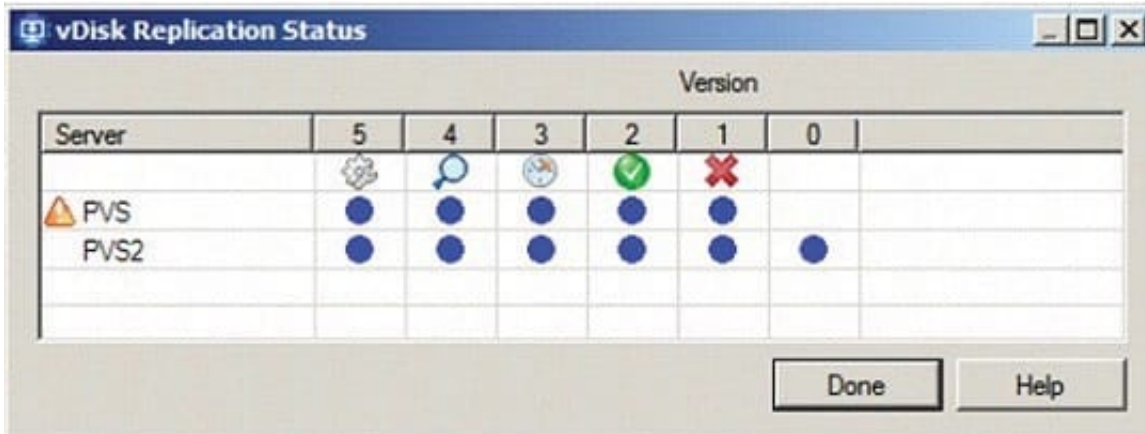 vDisk Replication Status
Version
Server 5 4 3 2 1 0
PVS
PVS2
Done Help